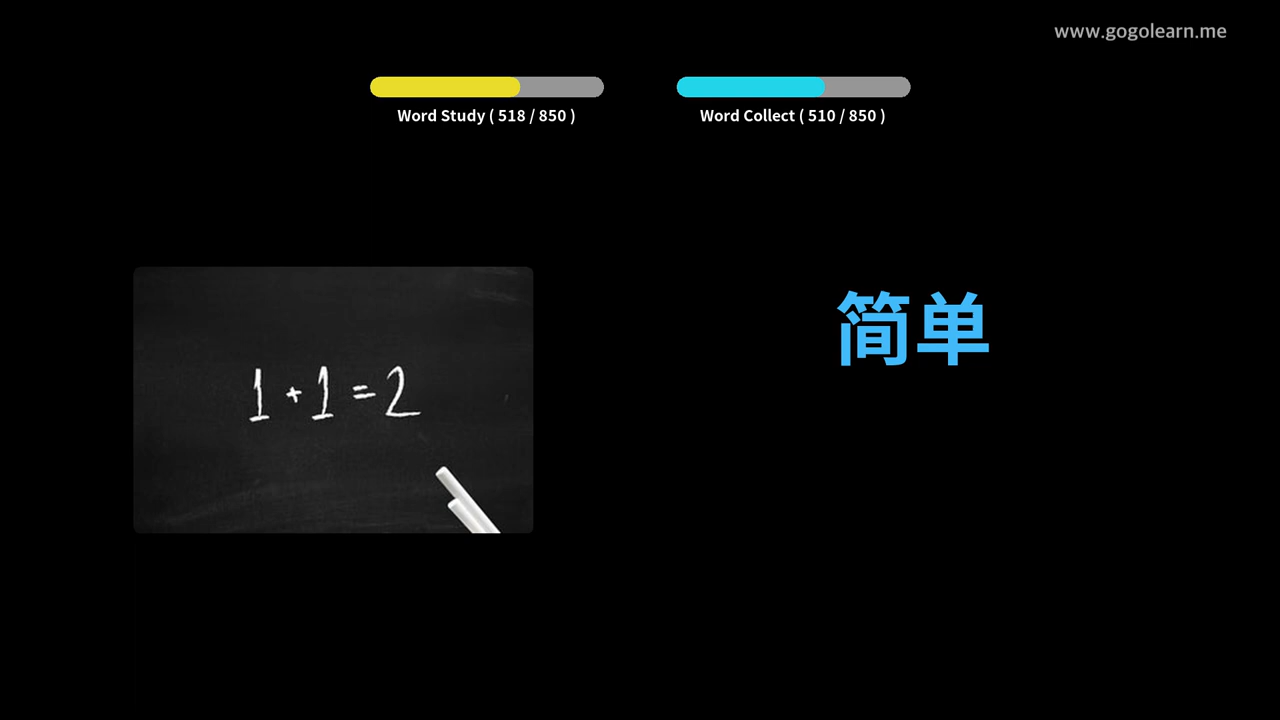 www.gogolearn.me
Word Study ( 518 / 850 )
Word Collect ( 510 / 850 )
简单
1 + 1 = 2